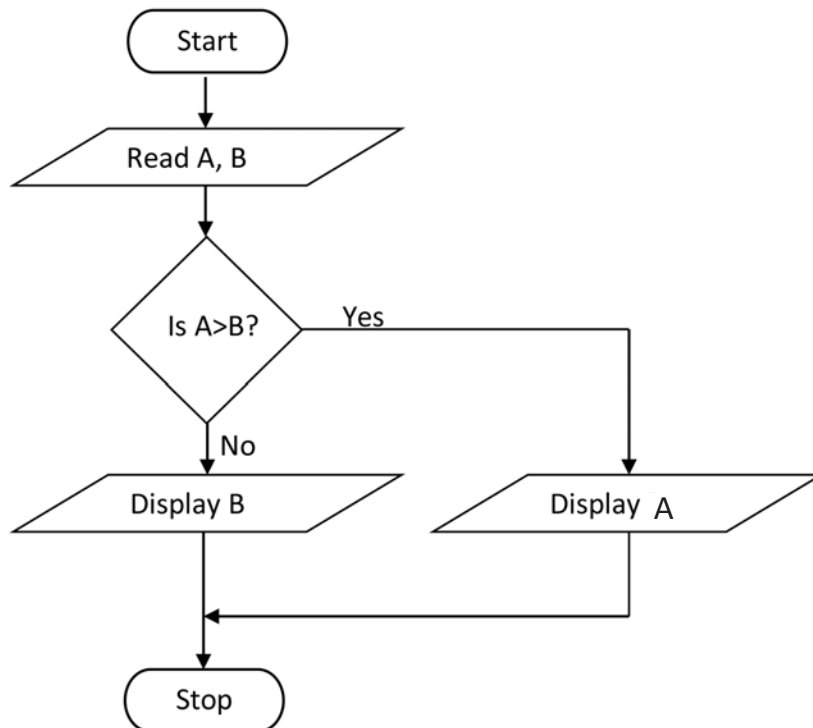 Start
Read A, B
Is A>B?
Yes
No
Display B
Display A
Stop